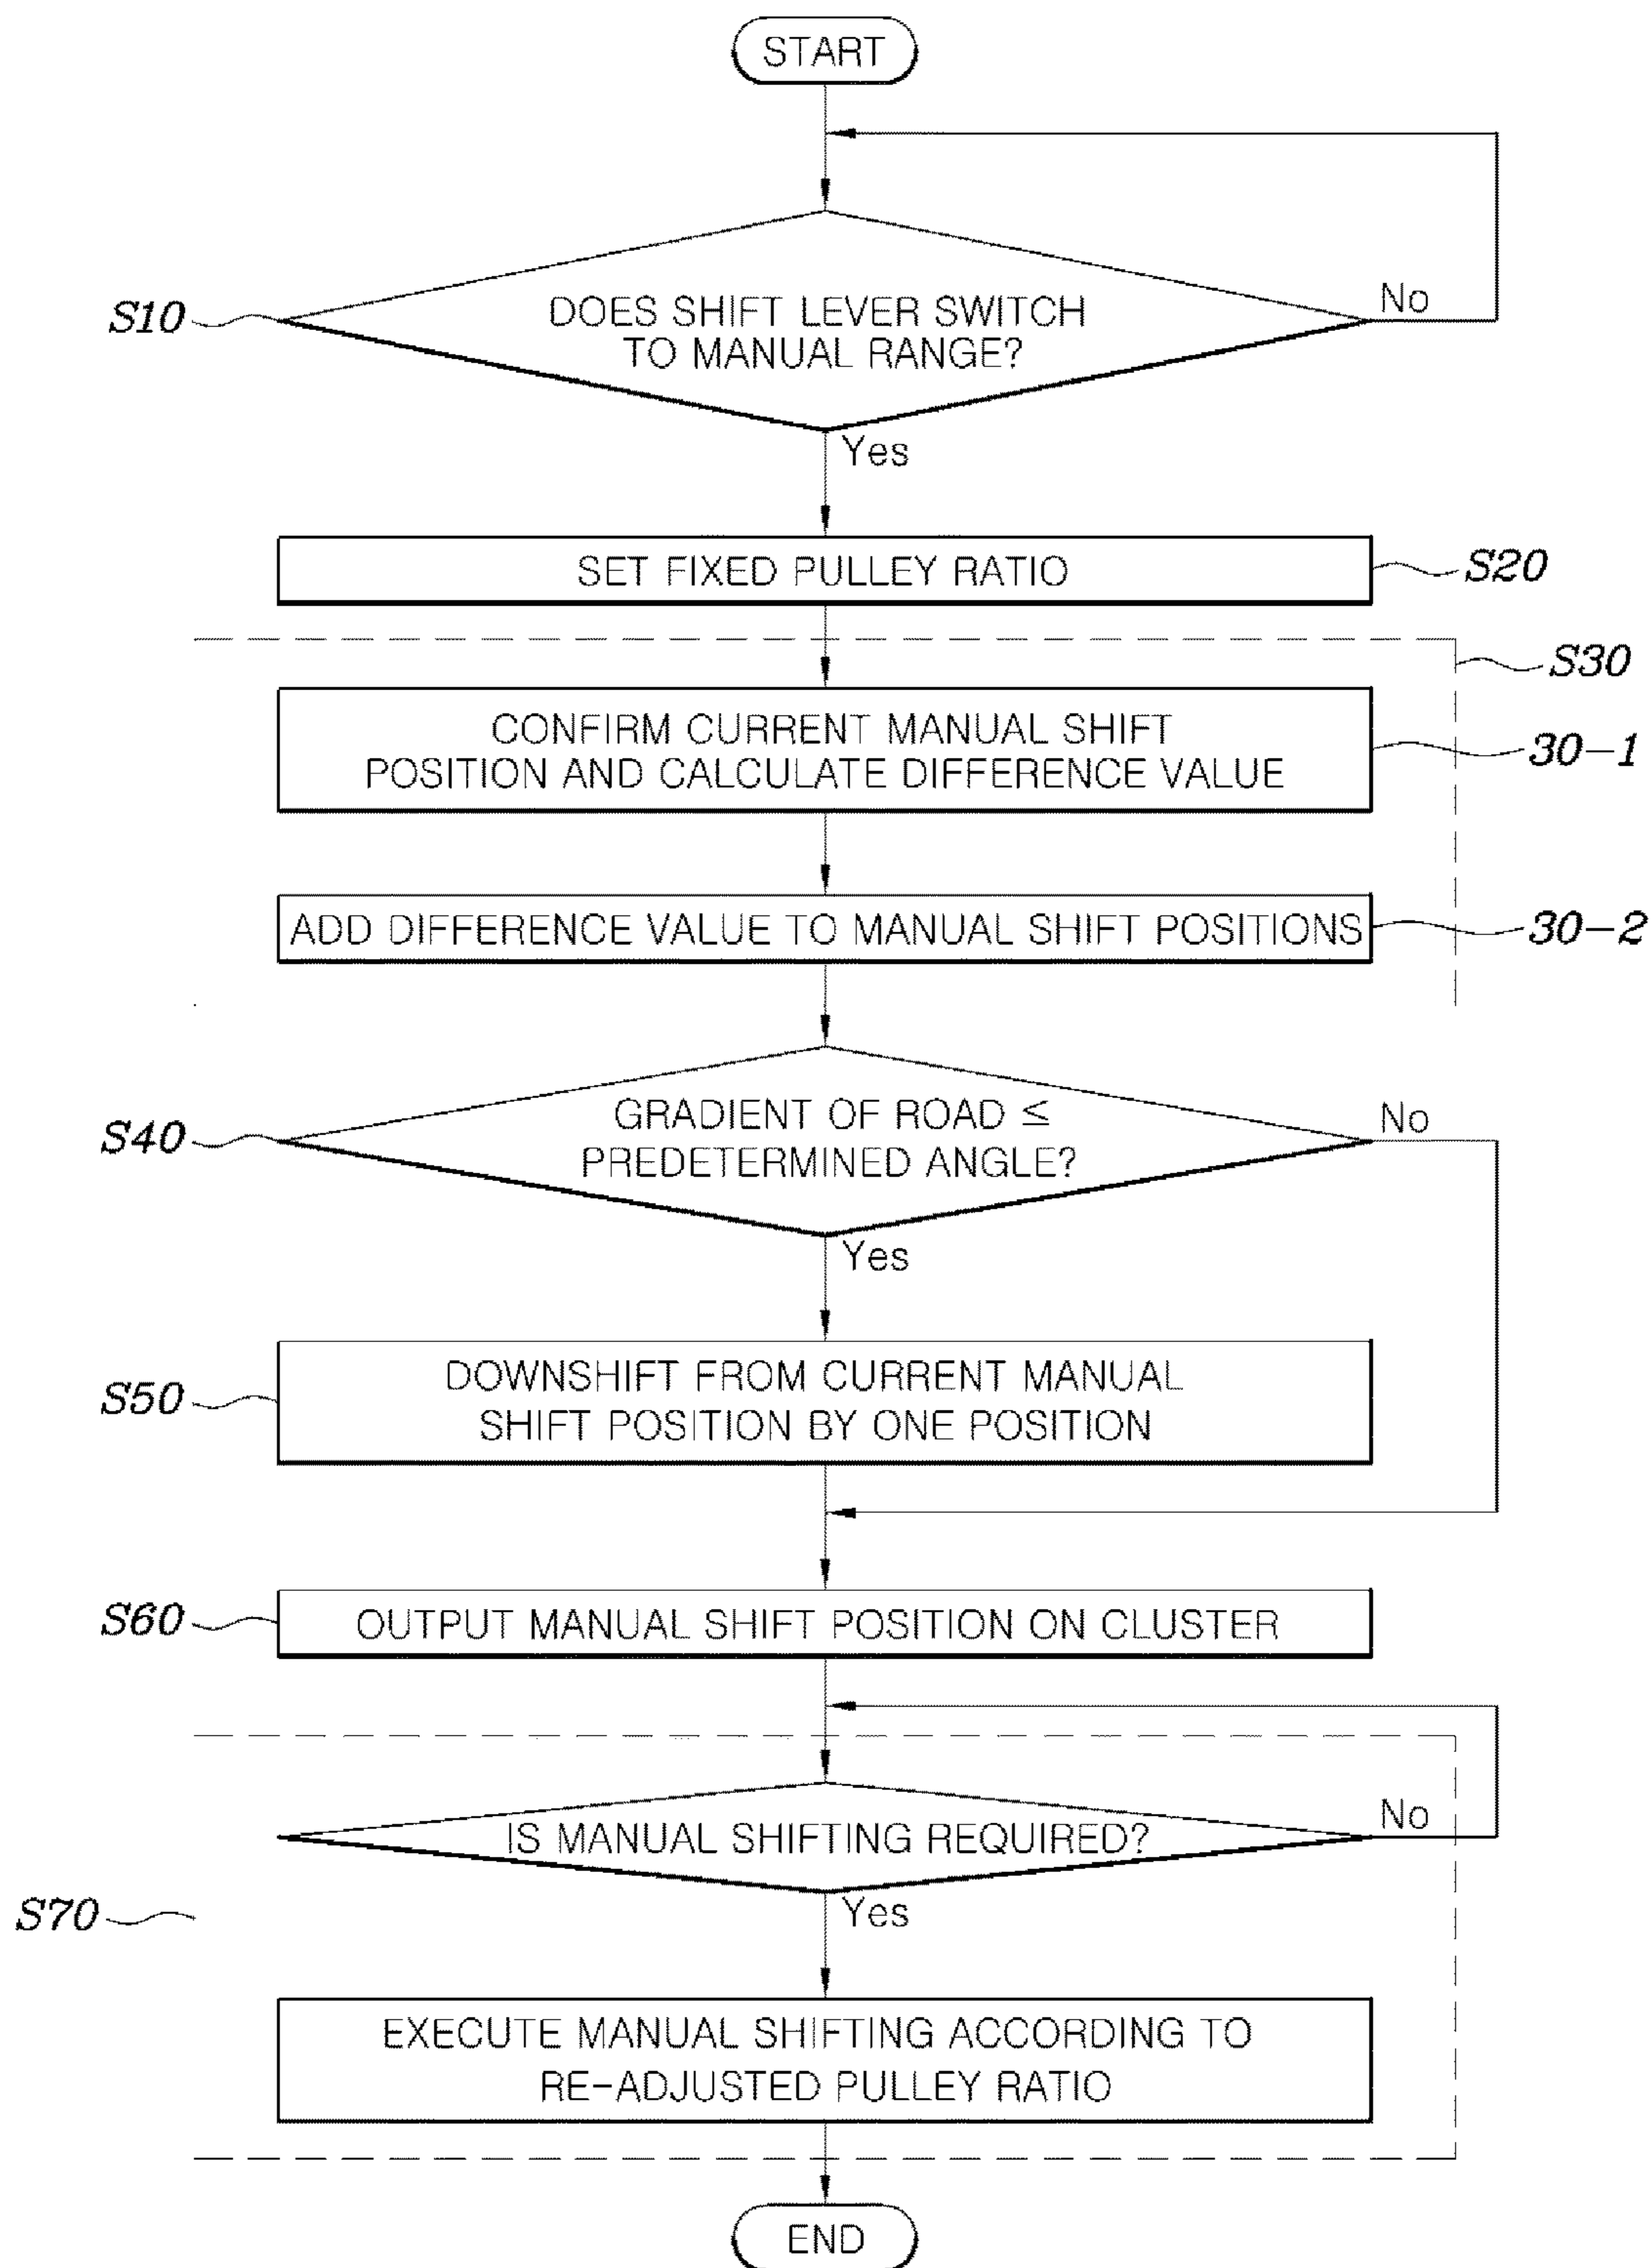 START
S10
DOES SHIFT LEVER SWITCH
TO MANUAL RANGE?
No
Yes
SET FIXED PULLEY RATIO
S20
S30
CONFIRM CURRENT MANUAL SHIFT
POSITION AND CALCULATE DIFFERENCE VALUE
30-1
ADD DIFFERENCE VALUE TO MANUAL SHIFT POSITIONS
30-2
S40
GRADIENT OF ROAD ≤
PREDETERMINED ANGLE?
No
Yes
S50
DOWNSHIFT FROM CURRENT MANUAL
SHIFT POSITION BY ONE POSITION
S60
OUTPUT MANUAL SHIFT POSITION ON CLUSTER
IS MANUAL SHIFTING REQUIRED?
No
S70
Yes
EXECUTE MANUAL SHIFTING ACCORDING TO
RE-ADJUSTED PULLEY RATIO
END